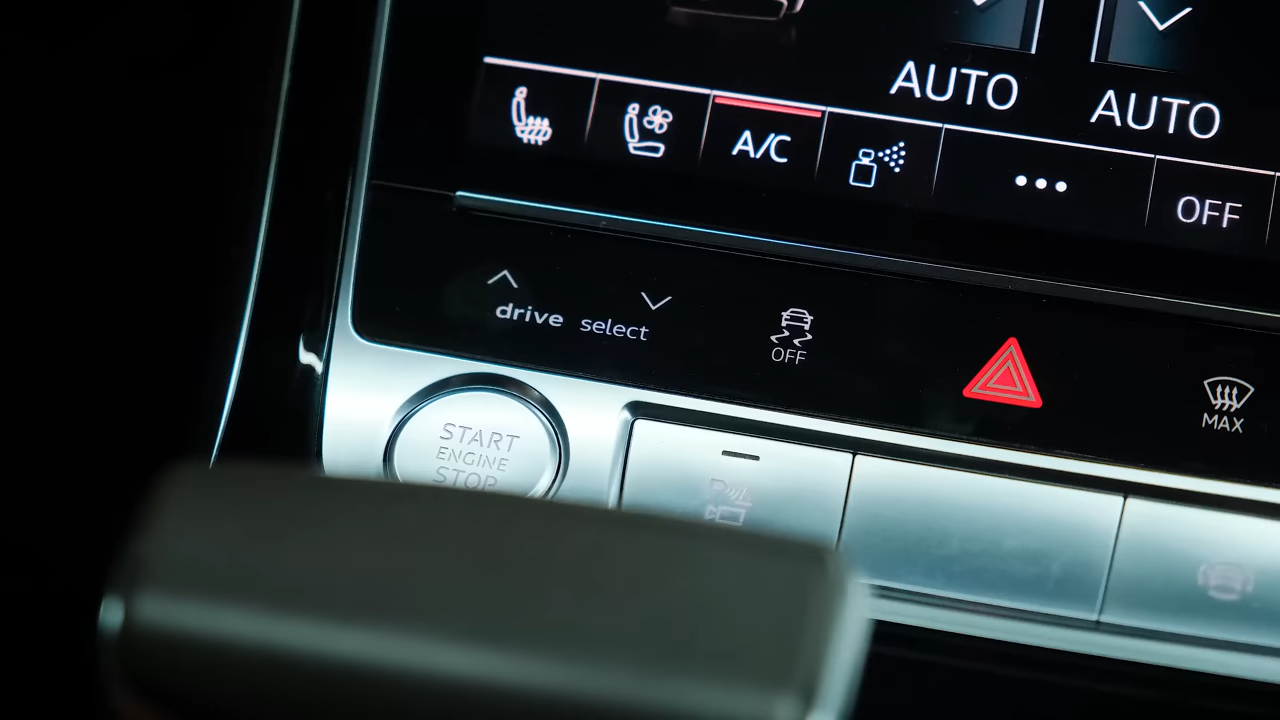 AUTO
AUTO
A/C
OFF
drive select
OFF
MAX
START
ENGINE
STOP